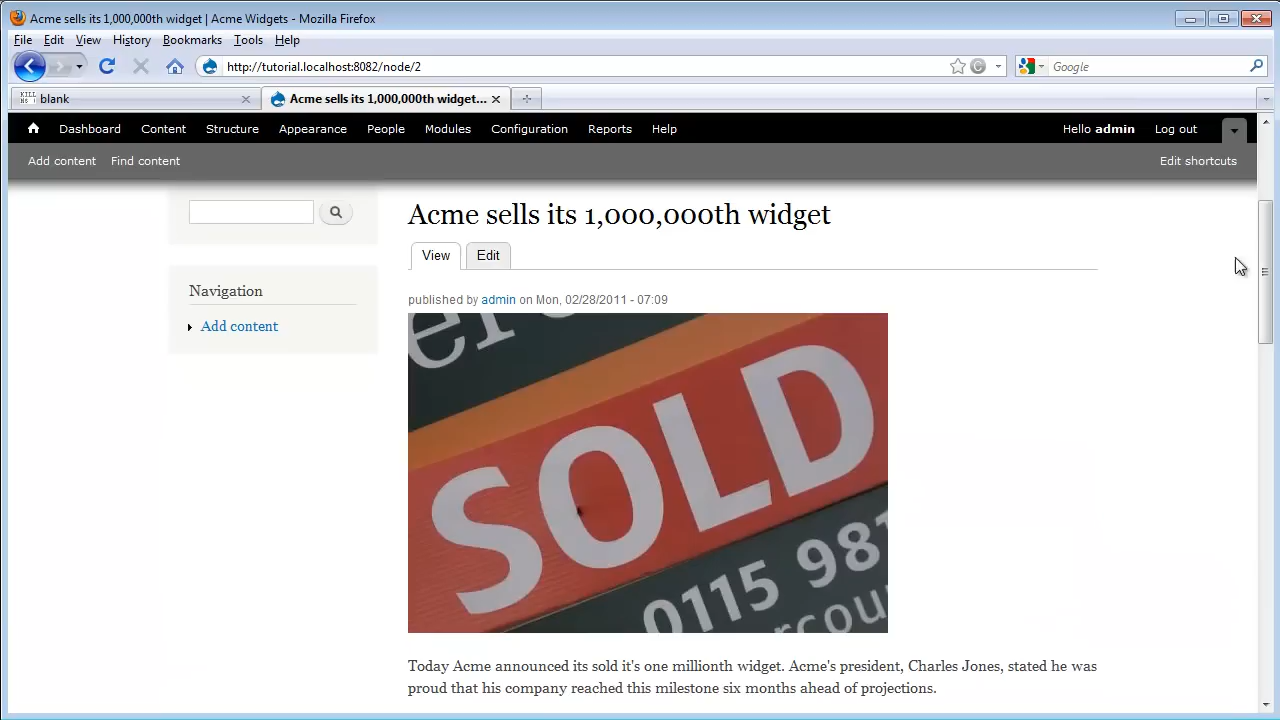 Acme sells its 1,000,000th widget | Acme Widgets - Mozilla Firefox
File Edit View History Bookmarks Tools Help
http://tutorial.localhost:8082/node/2
Google
blank
Acme sells its 1,000,000th widget...
Dashboard Content Structure Appearance People Modules Configuration Reports Help Hello admin Log out
Add content Find content Edit shortcuts
Acme sells its 1,000,000th widget
View Edit
Navigation
Add content
published by admin on Mon, 02/28/2011 - 07:09
SOLD
0115 981
Today Acme announced its sold it's one millionth widget. Acme's president, Charles Jones, stated he was
proud that his company reached this milestone six months ahead of projections.